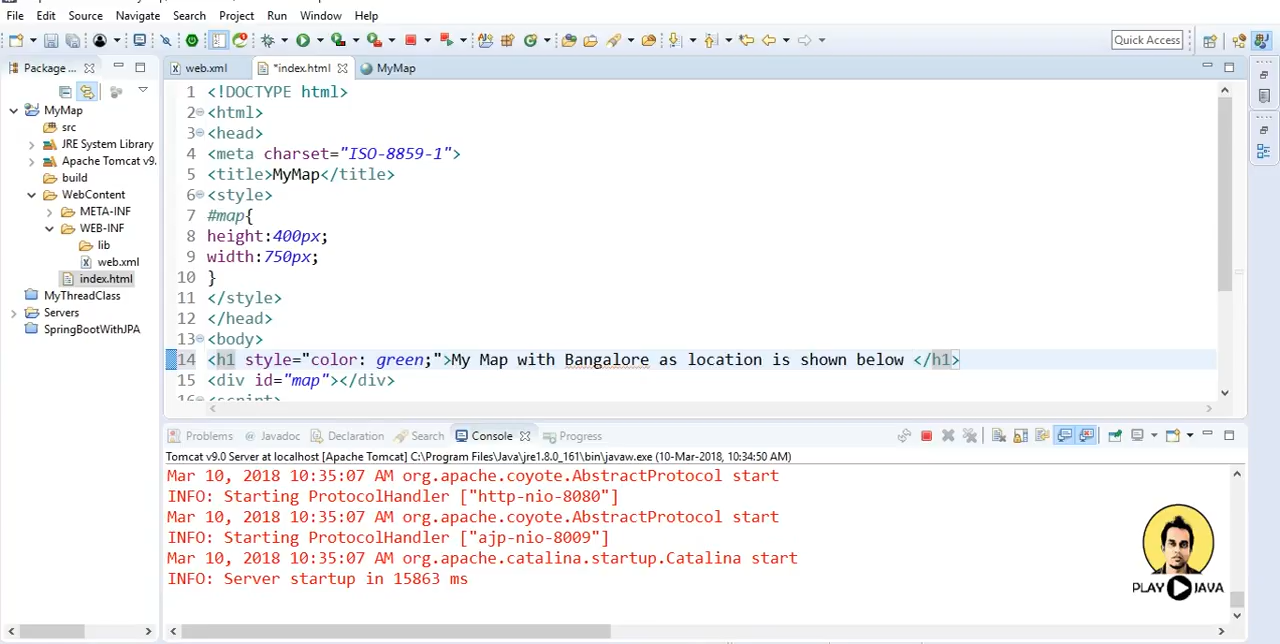 File Edit Source Navigate Search Project Run Window Help
Quick Access
Package...
web.xml *index.html MyMap
MyMap
src
JRE System Library
Apache Tomcat v9.
build
WebContent
META-INF
WEB-INF
lib
web.xml
index.html
MyThreadClass
Servers
SpringBootWithJPA
1 <!DOCTYPE html>
2 <html>
3 <head>
4 <meta charset="ISO-8859-1">
5 <title>MyMap</title>
6 <style>
7 #map{
8 height:400px;
9 width:750px;
10 }
11 </style>
12 </head>
13 <body>
14 <h1 style="color: green;">My Map with Bangalore as location is shown below </h1>
15 <div id="map"></div>
16 <script>
Problems @ Javadoc Declaration Search Console Progress
Tomcat v9.0 Server at localhost [Apache Tomcat] C:\Program Files\Java\jre1.8.0_161\bin\javaw.exe (10-Mar-2018, 10:34:50 AM)
Mar 10, 2018 10:35:07 AM org.apache.coyote.AbstractProtocol start
INFO: Starting ProtocolHandler ["http-nio-8080"]
Mar 10, 2018 10:35:07 AM org.apache.coyote.AbstractProtocol start
INFO: Starting ProtocolHandler ["ajp-nio-8009"]
Mar 10, 2018 10:35:07 AM org.apache.catalina.startup.Catalina start
INFO: Server startup in 15863 ms
PLAY JAVA